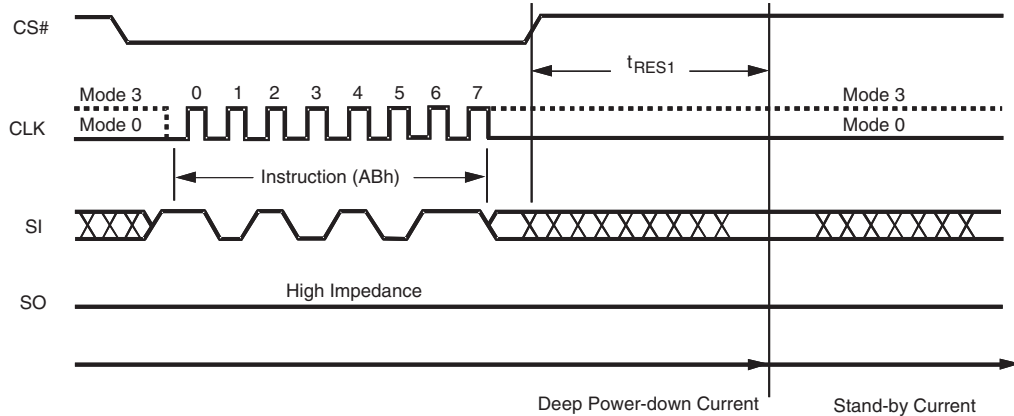 CS#
tRES1
Mode 3
0 1 2 3 4 5 6 7
Mode 3
CLK
Mode 0
Mode 0
Instruction (ABh)
SI
High Impedance
SO
Deep Power-down Current
Stand-by Current